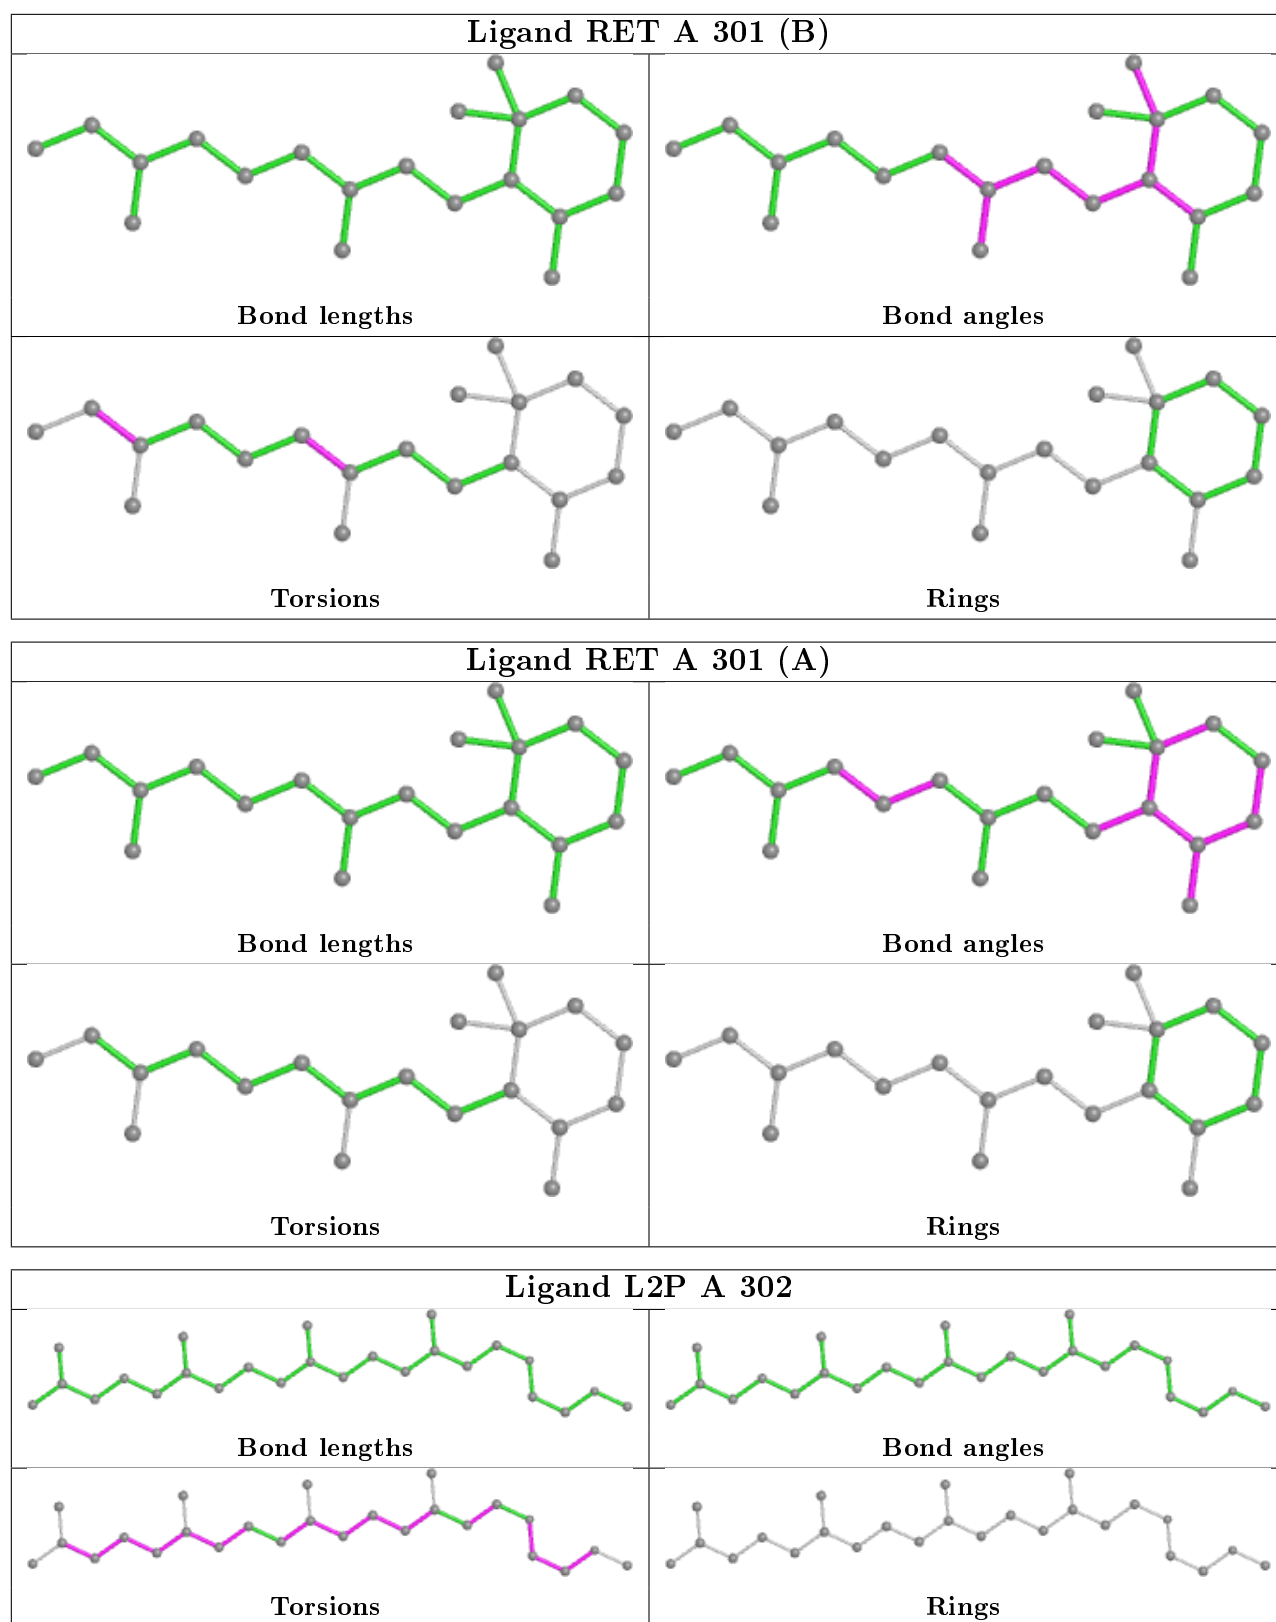 Ligand RET A 301 (B)
Bond lengths
Bond angles
Torsions
Rings
Ligand RET A 301 (A)
Bond lengths
Bond angles
Torsions
Rings
Ligand L2P A 302
Bond lengths
Bond angles
Torsions
Rings